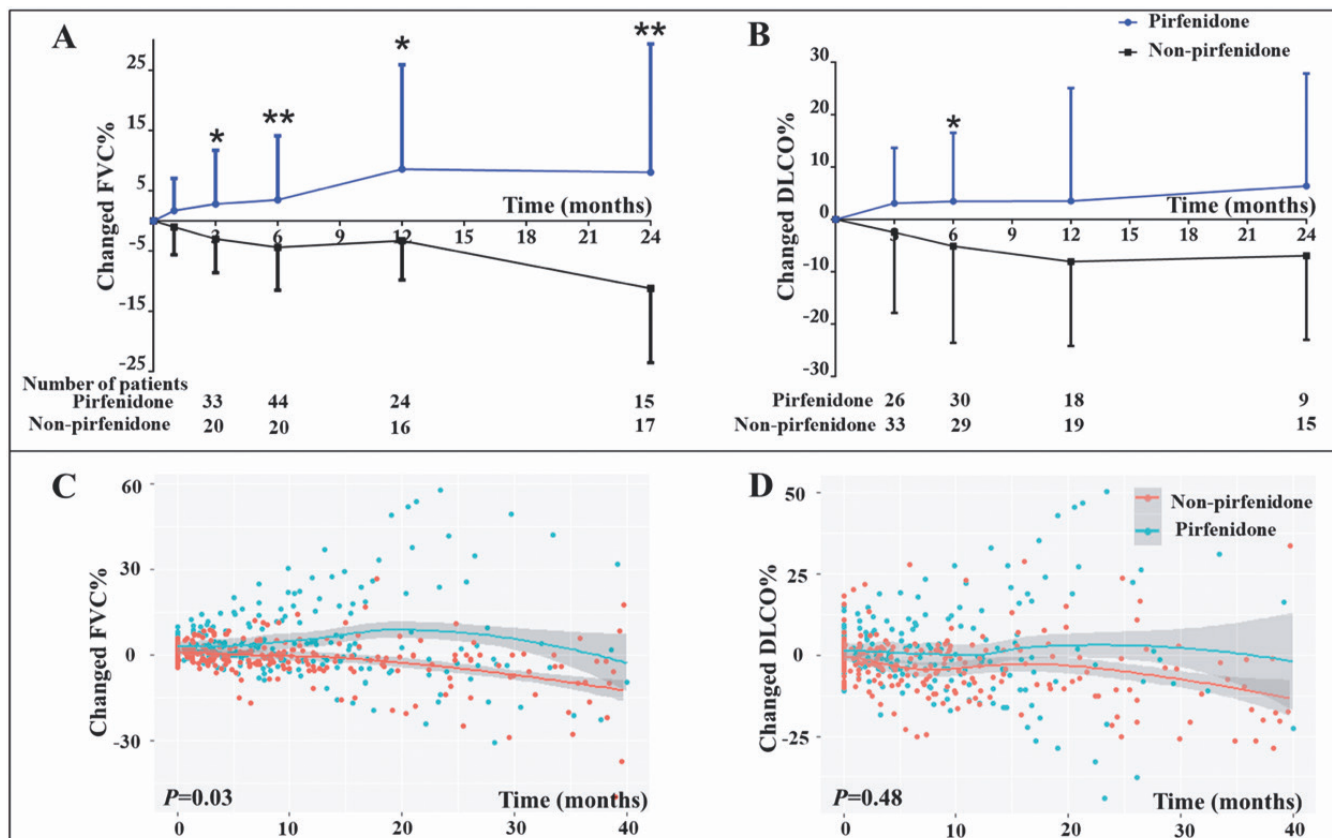 A
B
Pirfenidone
Non-pirfenidone
* ** * **
*
Changed FVC%
25
15
5
-5
-15
-25
Time (months)
3 6 9 12 15 18 21 24
Changed DLCO%
30
20
10
0
-10
-20
-30
Time (months)
3 6 9 12 15 18 21 24
Number of patients
Pirfenidone 33 44 24 15
Non-pirfenidone 20 20 16 17
Pirfenidone 26 30 18 9
Non-pirfenidone 33 29 19 15
C
Changed FVC%
60
30
0
-30
P=0.03
Time (months)
0 10 20 30 40
D
Non-pirfenidone
Pirfenidone
Changed DLCO%
50
25
0
-25
P=0.48
Time (months)
0 10 20 30 40